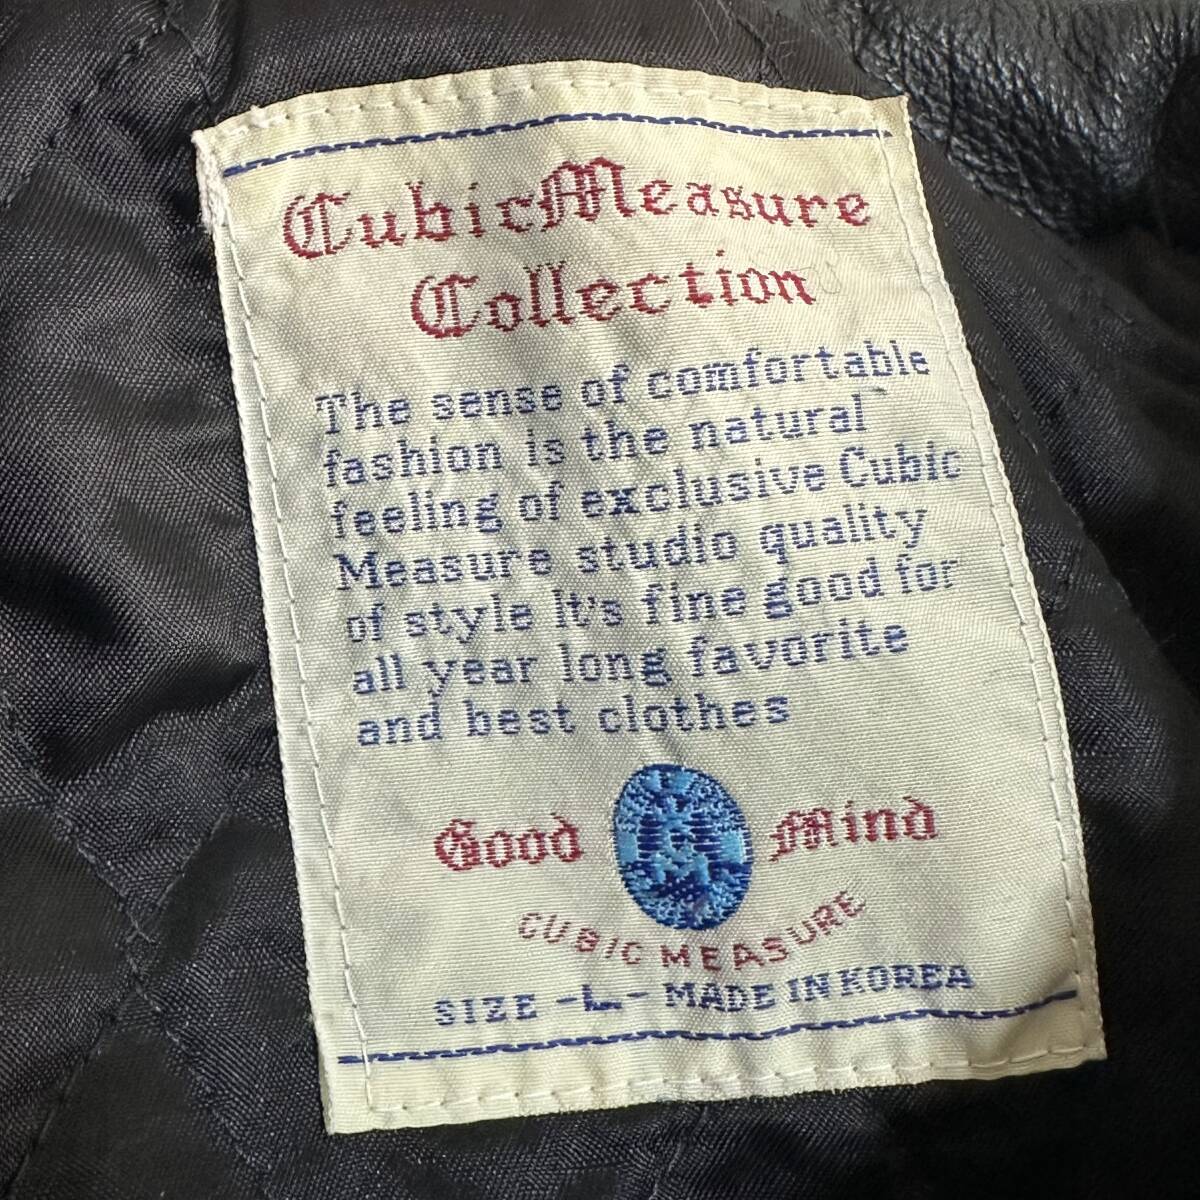 CubicMeasure
Collection
The sense of comfortable
fashion is the natural
feeling of exclusive Cubic
Measure studio quality
of style It's fine good for
all year long favorite
and best clothes
Good Mind
CUBIC MEASURE
SIZE -L- MADE IN KOREA